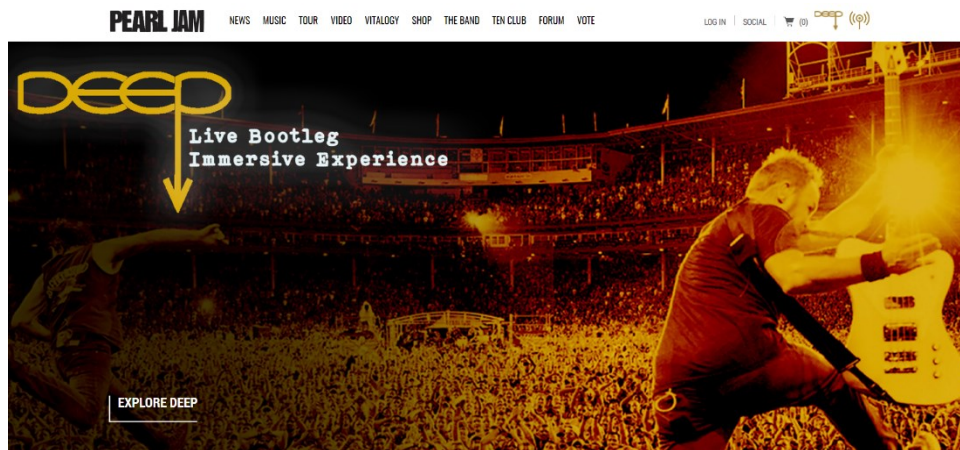 PEARL JAM NEWS MUSIC TOUR VIDEO VITALOGY SHOP THE BAND TEN CLUB FORUM VOTE LOG IN SOCIAL (0) DEEP
DEEP
Live Bootleg
Immersive Experience
EXPLORE DEEP